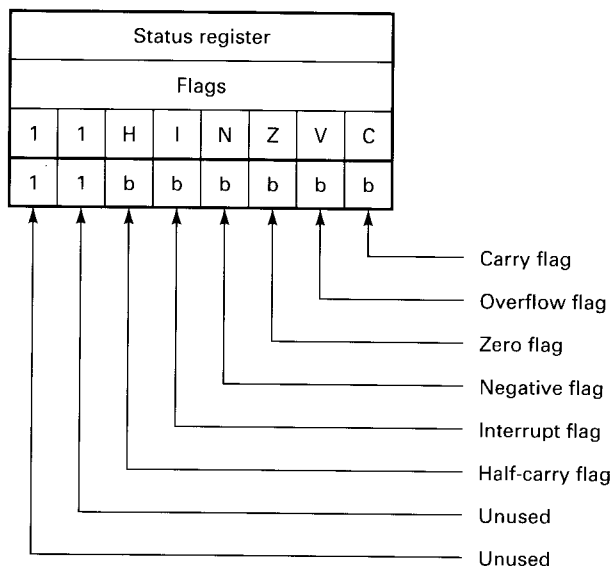 Status register
Flags
1 1 H I N Z V C
1 1 b b b b b b
Carry flag
Overflow flag
Zero flag
Negative flag
Interrupt flag
Half-carry flag
Unused
Unused